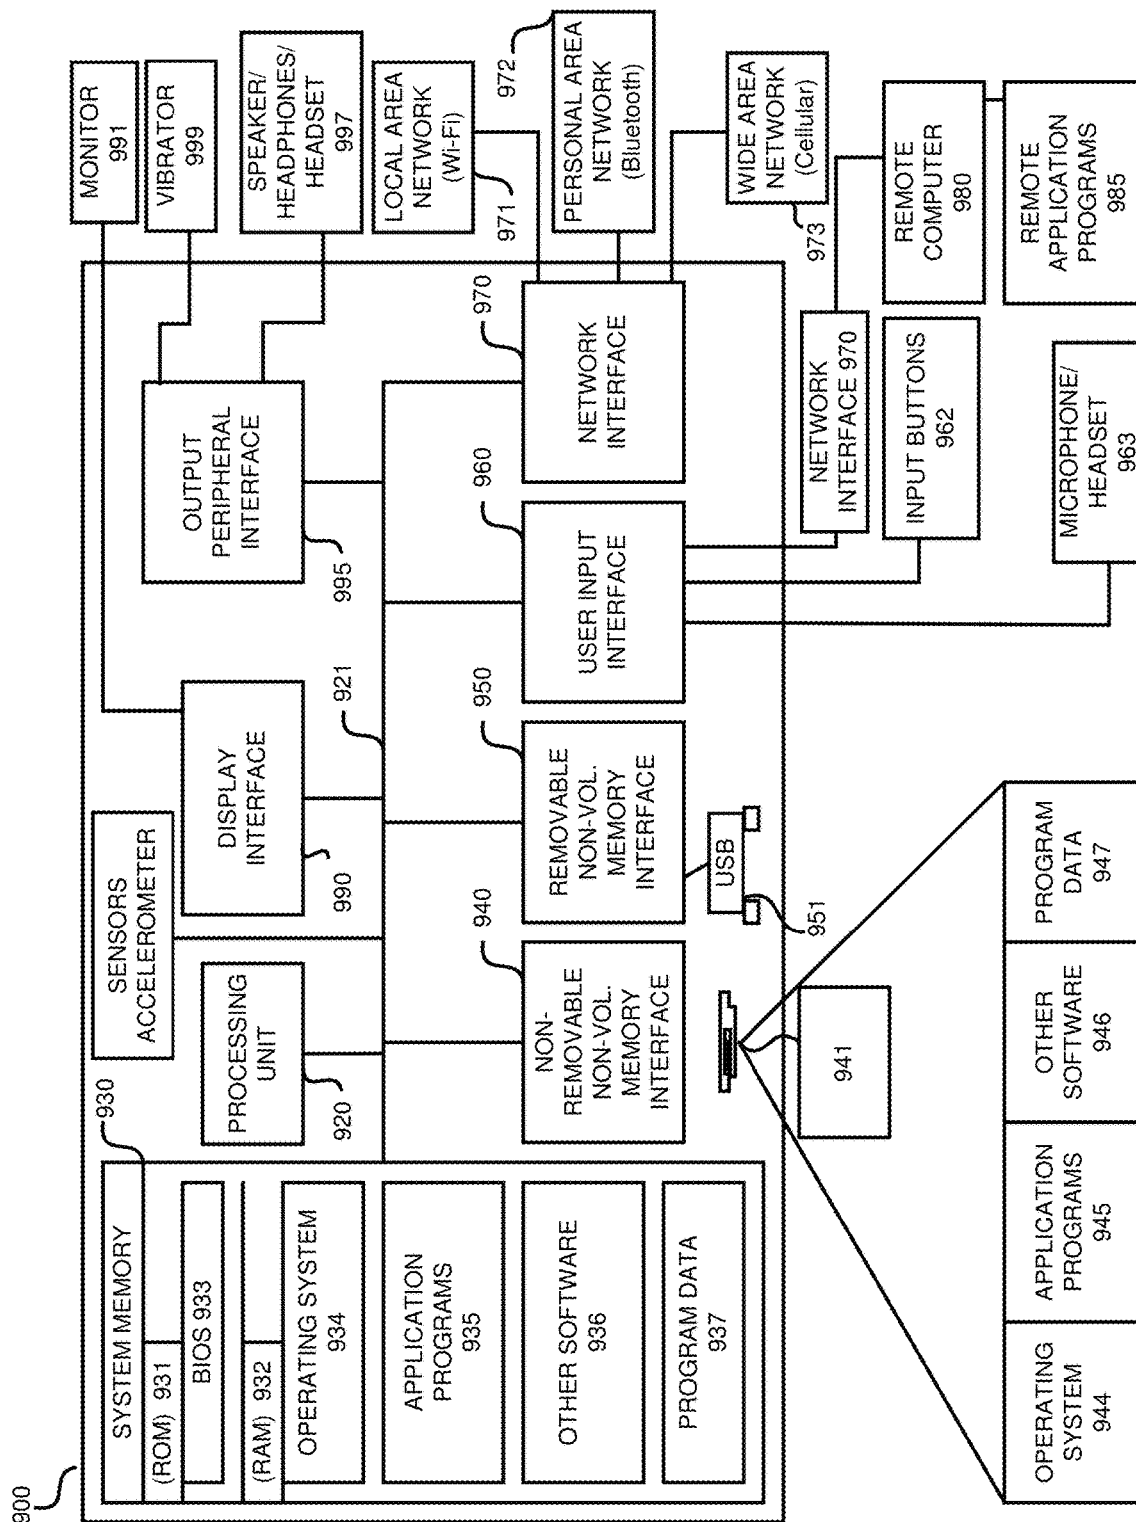 900
SYSTEM MEMORY
(ROM) 931
BIOS 933
(RAM) 932
OPERATING SYSTEM
934
APPLICATION
PROGRAMS
935
OTHER SOFTWARE
936
PROGRAM DATA
937
930
PROCESSING
UNIT
920
SENSORS
ACCELEROMETER
DISPLAY
INTERFACE
990
921
OUTPUT
PERIPHERAL
INTERFACE
995
MONITOR
991
VIBRATOR
999
SPEAKER/
HEADPHONES/
HEADSET
997
LOCAL AREA
NETWORK
(Wi-Fi)
971
PERSONAL AREA
NETWORK
(Bluetooth)
972
WIDE AREA
NETWORK
(Cellular)
973
NON-
REMOVABLE
NON-VOL.
MEMORY
INTERFACE
940
REMOVABLE
NON-VOL.
MEMORY
INTERFACE
950
USER INPUT
INTERFACE
960
NETWORK
INTERFACE
970
USB
951
941
NETWORK
INTERFACE 970
REMOTE
COMPUTER
980
REMOTE
APPLICATION
PROGRAMS
985
INPUT BUTTONS
962
MICROPHONE/
HEADSET
963
OPERATING
SYSTEM
944
APPLICATION
PROGRAMS
945
OTHER
SOFTWARE
946
PROGRAM
DATA
947